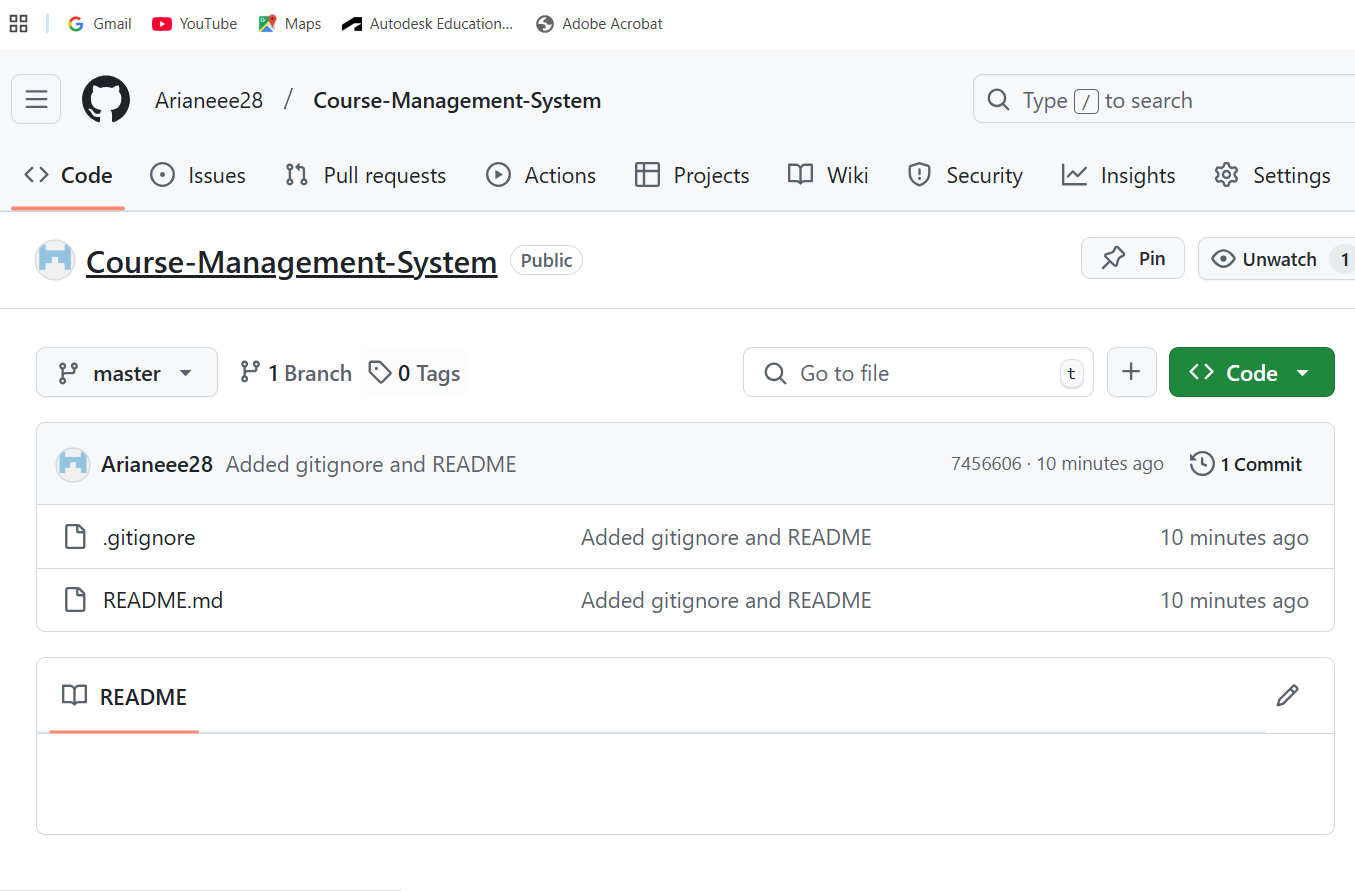 Gmail YouTube Maps Autodesk Education... Adobe Acrobat
Arianeee28 / Course-Management-System Type / to search
Code Issues Pull requests Actions Projects Wiki Security Insights Settings
Course-Management-System Public Pin Unwatch 1
master 1 Branch 0 Tags Go to file t + Code
Arianeee28 Added gitignore and README 7456606 · 10 minutes ago 1 Commit
.gitignore Added gitignore and README 10 minutes ago
README.md Added gitignore and README 10 minutes ago
README